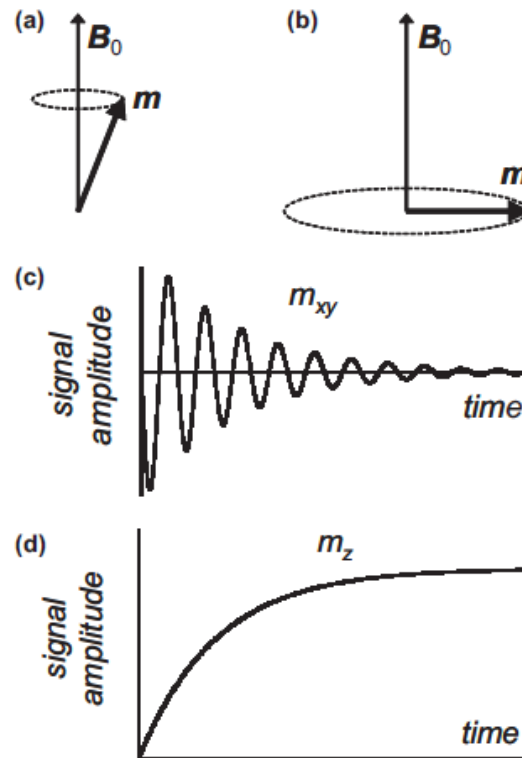 (a)
B0
m
(b)
B0
m
(c)
mxy
signal
amplitude
time
(d)
mz
signal
amplitude
time